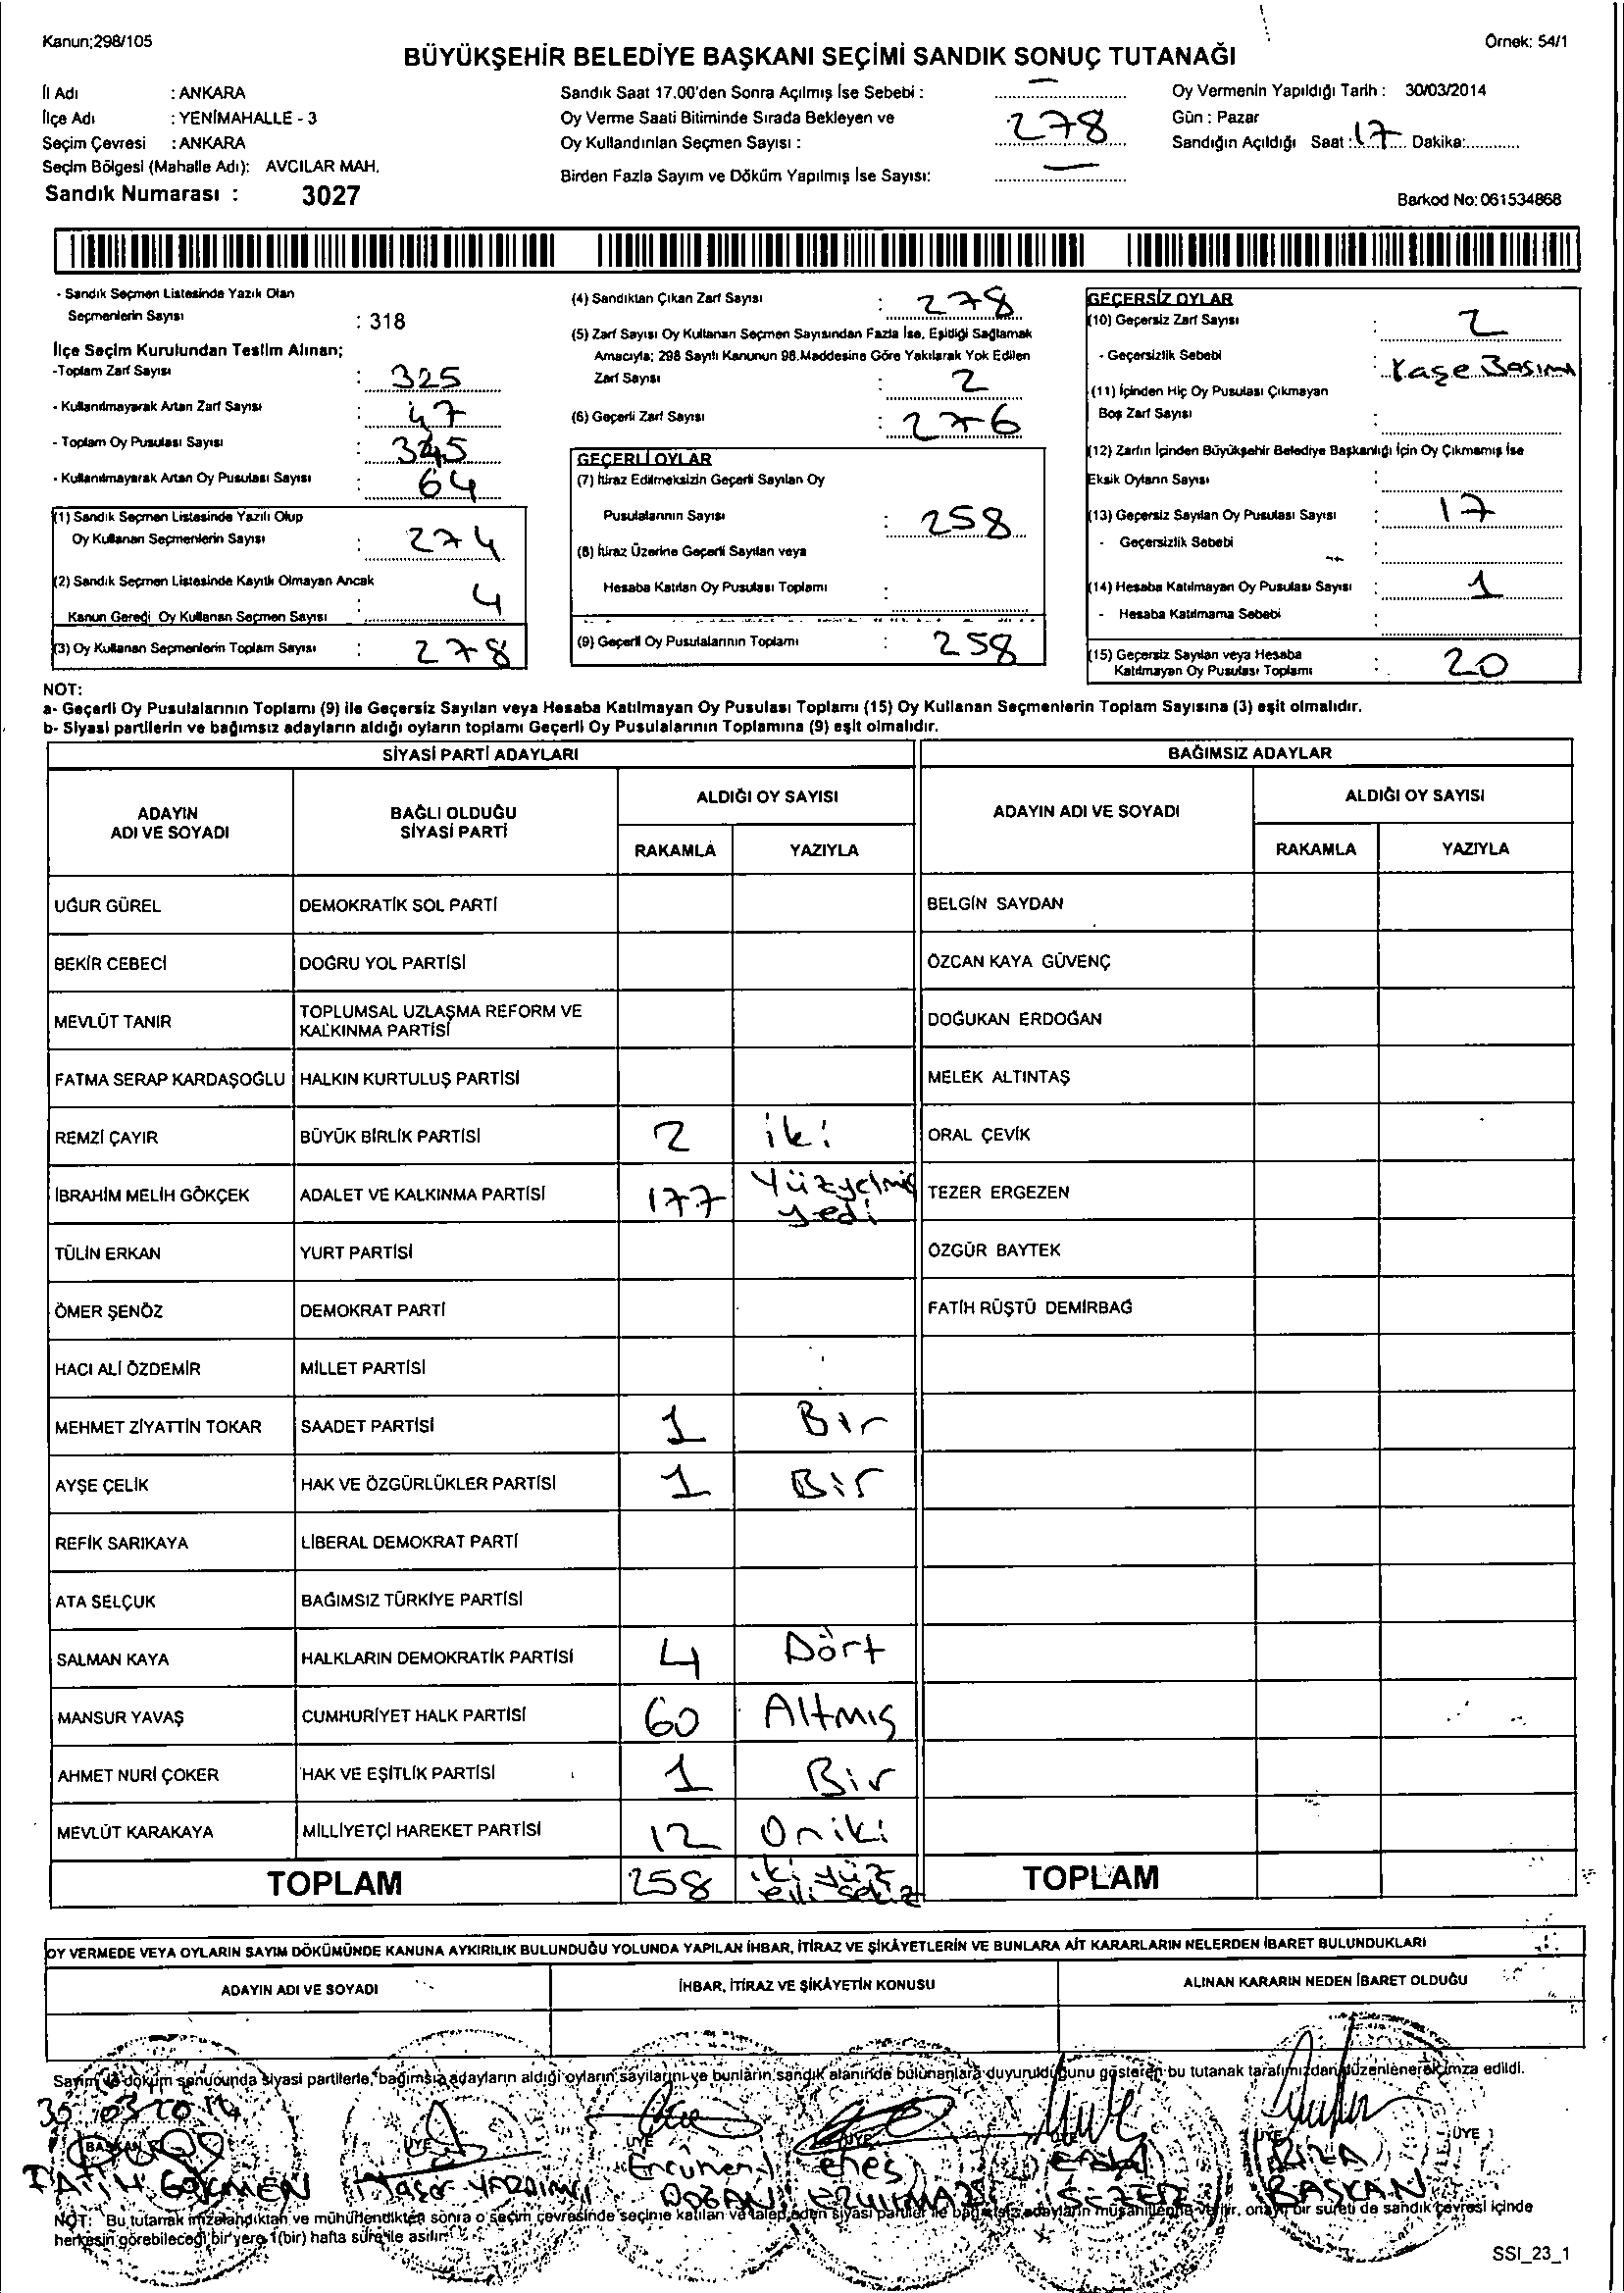 Kanun;298/105
Örnek: 54/1
BÜYÜKŞEHİR BELEDİYE BAŞKANI SEÇİMİ SANDIK SONUÇ TUTANAĞI
İl Adı : ANKARA
İlçe Adı : YENİMAHALLE - 3
Seçim Çevresi : ANKARA
Seçim Bölgesi (Mahalle Adı): AVCILAR MAH.
Sandık Numarası : 3027
Sandık Saat 17.00'den Sonra Açılmış İse Sebebi : —
Oy Verme Saati Bitiminde Sırada Bekleyen ve
Oy Kullandırılan Seçmen Sayısı : 278
Birden Fazla Sayım ve Döküm Yapılmış İse Sayısı: —
Oy Vermenin Yapıldığı Tarih : 30/03/2014
Gün : Pazar
Sandığın Açıldığı Saat : 17 Dakika:
Barkod No: 061534868
- Sandık Seçmen Listesinde Yazılı Olan
Seçmenlerin Sayısı : 318
İlçe Seçim Kurulundan Teslim Alınan;
-Toplam Zarf Sayısı : 325
- Kullanılmayarak Artan Zarf Sayısı : 47
- Toplam Oy Pusulası Sayısı : 345
- Kullanılmayarak Artan Oy Pusulası Sayısı : 64
(1) Sandık Seçmen Listesinde Yazılı Olup
Oy Kullanan Seçmenlerin Sayısı : 274
(2) Sandık Seçmen Listesinde Kayıtlı Olmayan Ancak
Kanun Gereği Oy Kullanan Seçmen Sayısı : 4
(3) Oy Kullanan Seçmenlerin Toplam Sayısı : 278
(4) Sandıktan Çıkan Zarf Sayısı : 278
(5) Zarf Sayısı Oy Kullanan Seçmen Sayısından Fazla İse, Eşitliği Sağlamak
Amacıyla; 298 Sayılı Kanunun 98.Maddesine Göre Yakılarak Yok Edilen
Zarf Sayısı : 2
(6) Geçerli Zarf Sayısı : 276
GEÇERLİ OYLAR
(7) İtiraz Edilmeksizin Geçerli Sayılan Oy
Pusulalarının Sayısı : 258
(8) İtiraz Üzerine Geçerli Sayılan veya
Hesaba Katılan Oy Pusulası Toplamı :
(9) Geçerli Oy Pusulalarının Toplamı : 258
GEÇERSİZ OYLAR
(10) Geçersiz Zarf Sayısı : 2
- Geçersizlik Sebebi : Kaşe Basımı
(11) İçinden Hiç Oy Pusulası Çıkmayan
Boş Zarf Sayısı :
(12) Zarfın İçinden Büyükşehir Belediye Başkanlığı İçin Oy Çıkmamış İse
Eksik Oyların Sayısı :
(13) Geçersiz Sayılan Oy Pusulası Sayısı : 17
- Geçersizlik Sebebi :
(14) Hesaba Katılmayan Oy Pusulası Sayısı : 1
- Hesaba Katılmama Sebebi :
(15) Geçersiz Sayılan veya Hesaba
Katılmayan Oy Pusulası Toplamı : 20
NOT:
a- Geçerli Oy Pusulalarının Toplamı (9) ile Geçersiz Sayılan veya Hesaba Katılmayan Oy Pusulası Toplamı (15) Oy Kullanan Seçmenlerin Toplam Sayısına (3) eşit olmalıdır.
b- Siyasi partilerin ve bağımsız adayların aldığı oyların toplamı Geçerli Oy Pusulalarının Toplamına (9) eşit olmalıdır.
SİYASİ PARTİ ADAYLARI
BAĞIMSIZ ADAYLAR
ADAYIN
ADI VE SOYADI
BAĞLI OLDUĞU
SİYASİ PARTİ
ALDIĞI OY SAYISI
RAKAMLA YAZIYLA
ADAYIN ADI VE SOYADI
ALDIĞI OY SAYISI
RAKAMLA YAZIYLA
UĞUR GÜREL DEMOKRATİK SOL PARTİ BELGİN SAYDAN
BEKİR CEBECİ DOĞRU YOL PARTİSİ ÖZCAN KAYA GÜVENÇ
MEVLÜT TANIR TOPLUMSAL UZLAŞMA REFORM VE
KALKINMA PARTİSİ DOĞUKAN ERDOĞAN
FATMA SERAP KARDAŞOĞLU HALKIN KURTULUŞ PARTİSİ MELEK ALTINTAŞ
REMZİ ÇAYIR BÜYÜK BİRLİK PARTİSİ 2 iki ORAL ÇEVİK
İBRAHİM MELİH GÖKÇEK ADALET VE KALKINMA PARTİSİ 177 Yüzyetmiş
yedi TEZER ERGEZEN
TÜLİN ERKAN YURT PARTİSİ ÖZGÜR BAYTEK
ÖMER ŞENÖZ DEMOKRAT PARTİ FATİH RÜŞTÜ DEMİRBAĞ
HACI ALİ ÖZDEMİR MİLLET PARTİSİ
MEHMET ZİYATTİN TOKAR SAADET PARTİSİ 1 Bir
AYŞE ÇELİK HAK VE ÖZGÜRLÜKLER PARTİSİ 1 Bir
REFİK SARIKAYA LİBERAL DEMOKRAT PARTİ
ATA SELÇUK BAĞIMSIZ TÜRKİYE PARTİSİ
SALMAN KAYA HALKLARIN DEMOKRATİK PARTİSİ 4 Dört
MANSUR YAVAŞ CUMHURİYET HALK PARTİSİ 60 Altmış
AHMET NURİ ÇOKER HAK VE EŞİTLİK PARTİSİ 1 Bir
MEVLÜT KARAKAYA MİLLİYETÇİ HAREKET PARTİSİ 12 Oniki
TOPLAM 258 iki yüz
elli sekiz TOPLAM
OY VERMEDE VEYA OYLARIN SAYIM DÖKÜMÜNDE KANUNA AYKIRILIK BULUNDUĞU YOLUNDA YAPILAN İHBAR, İTİRAZ VE ŞİKÂYETLERİN VE BUNLARA AİT KARARLARIN NELERDEN İBARET BULUNDUKLARI
ADAYIN ADI VE SOYADI İHBAR, İTİRAZ VE ŞİKÂYETİN KONUSU ALINAN KARARIN NEDEN İBARET OLDUĞU
Sayım ve döküm sonucunda siyasi partilerle, bağımsız adayların aldığı oyların sayılarını ve bunların sandık alanında bulunanlara duyurulduğunu gösteren bu tutanak tarafımızdan düzenlenerek imza edildi.
30 03 2014
BAŞKAN ÜYE ÜYE ÜYE ÜYE ÜYE
FATİH GÖKMEN Yaşar YARDIMCI Ercüment DOĞAN enes RIZA BAŞKAN
NOT: Bu tutanak imzalandıktan ve mühürlendikten sonra o seçim çevresinde seçime katılan ve talep eden siyasi partiler ile bağımsız adayların müşahitlerine verilir, onaylı bir sureti de sandık çevresi içinde
herkesin görebileceği bir yere 1(bir) hafta süre ile asılır.
SSI_23_1